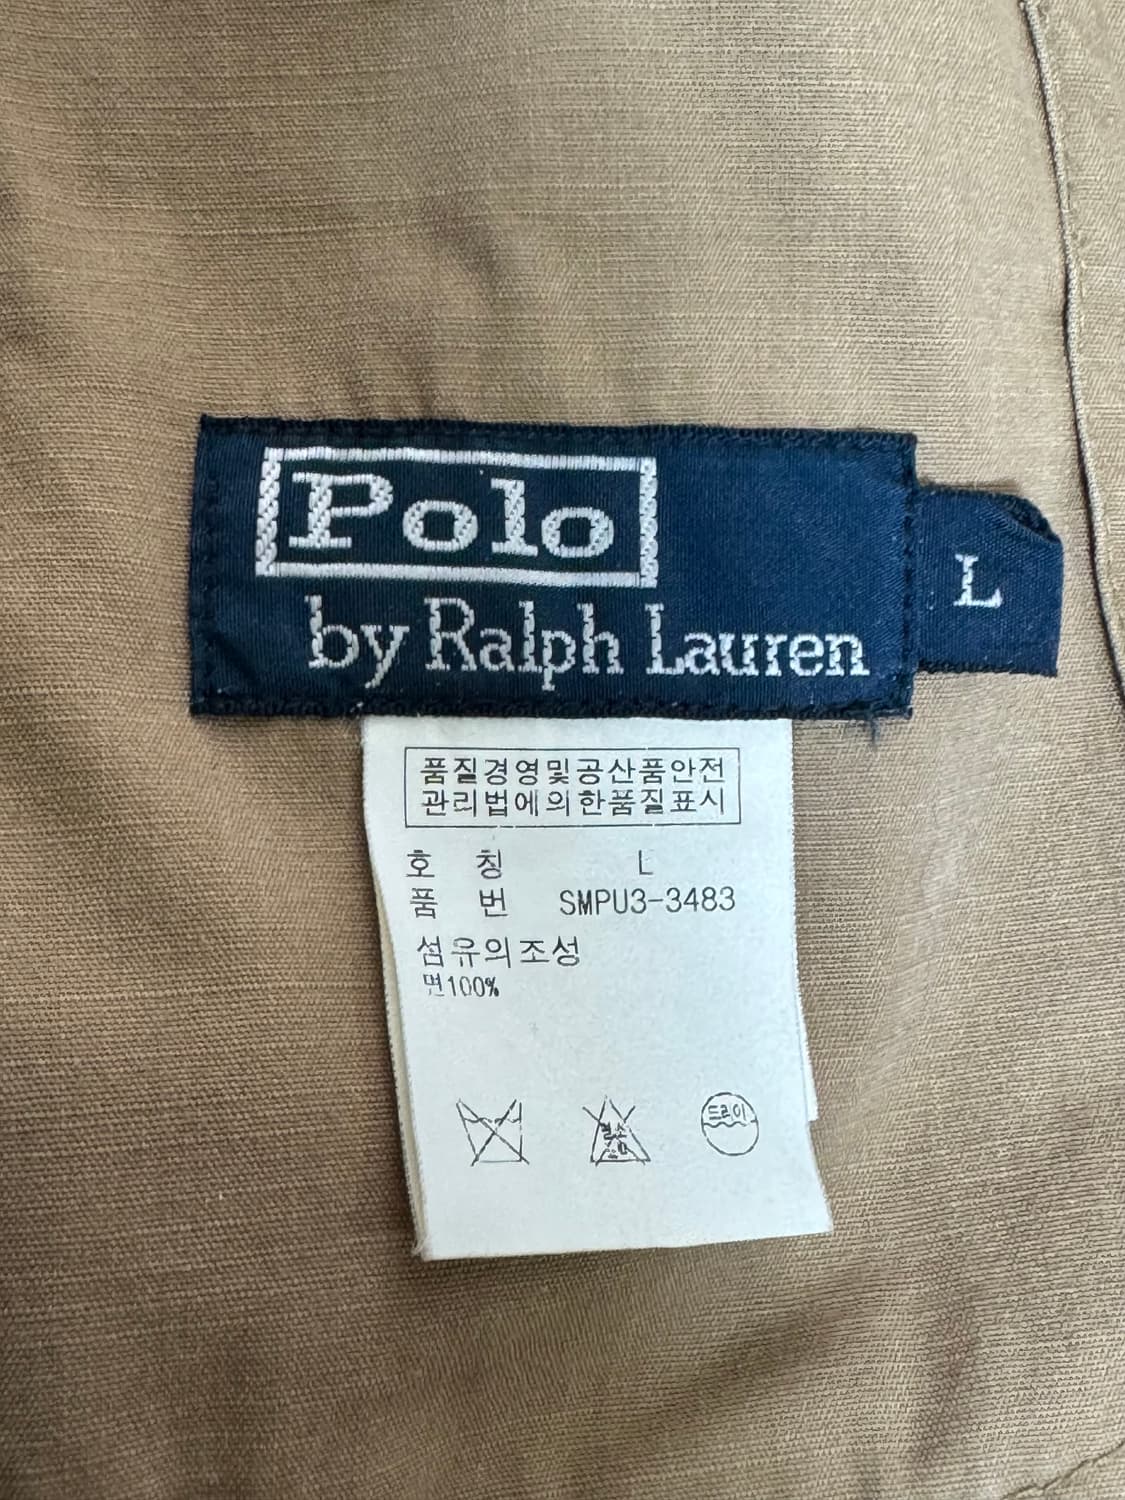 Polo
by Ralph Lauren
L
품질경영및공산품안전
관리법에의한품질표시
호 칭 L
품 번 SMPU3-3483
섬유의조성
면100%
드라이